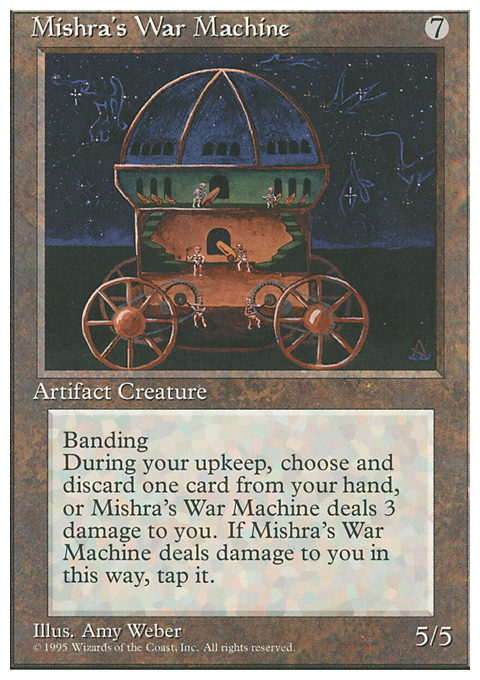 Mishra's War Machine 7
Artifact Creature
Banding
During your upkeep, choose and
discard one card from your hand,
or Mishra's War Machine deals 3
damage to you. If Mishra's War
Machine deals damage to you in
this way, tap it.
Illus. Amy Weber
© 1995 Wizards of the Coast, Inc. All rights reserved.
5/5